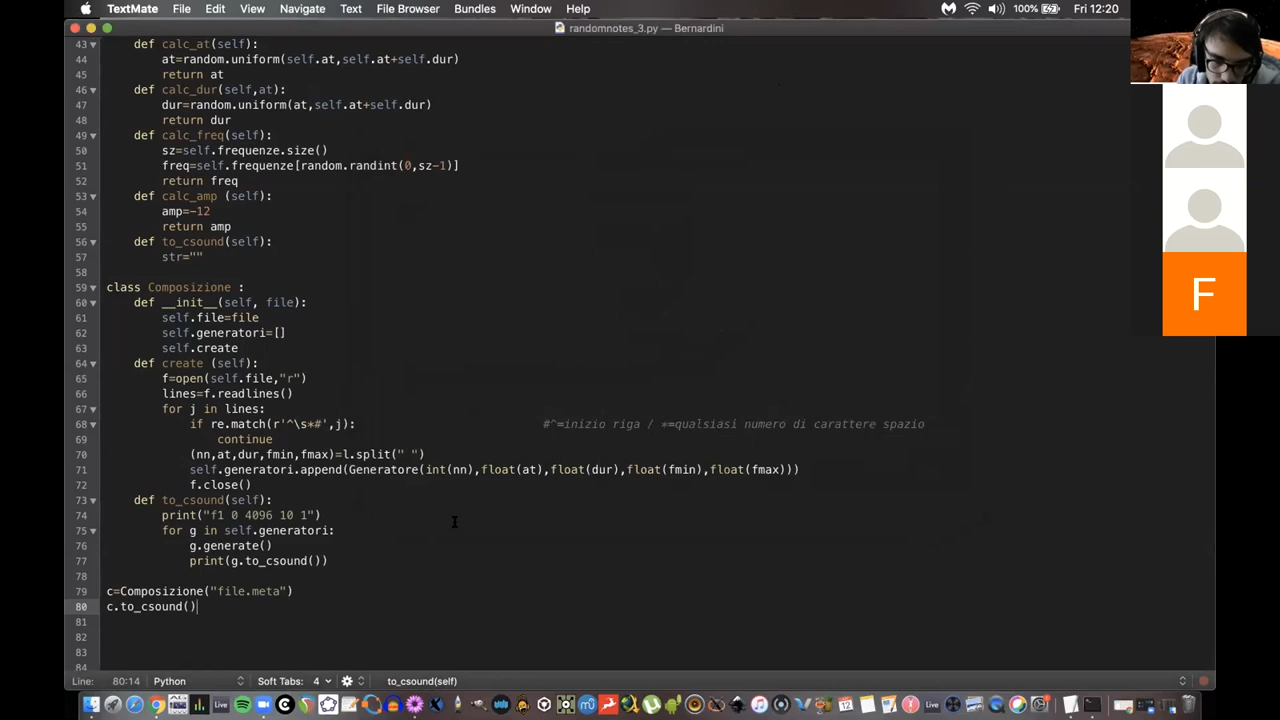 TextMate File Edit View Navigate Text File Browser Bundles Window Help 100% Fri 12:20
randomnotes_3.py — Bernardini
43 def calc_at(self):
44 at=random.uniform(self.at,self.at+self.dur)
45 return at
46 def calc_dur(self,at):
47 dur=random.uniform(at,self.at+self.dur)
48 return dur
49 def calc_freq(self):
50 sz=self.frequenze.size()
51 freq=self.frequenze[random.randint(0,sz-1)]
52 return freq
53 def calc_amp (self):
54 amp=-12
55 return amp
56 def to_csound(self):
57 str=""
58
59 class Composizione :
60 def __init__(self, file):
61 self.file=file
62 self.generatori=[]
63 self.create
64 def create (self):
65 f=open(self.file,"r")
66 lines=f.readlines()
67 for j in lines:
68 if re.match(r'^\s*#',j): #^=inizio riga / *=qualsiasi numero di carattere spazio
69 continue
70 (nn,at,dur,fmin,fmax)=l.split(" ")
71 self.generatori.append(Generatore(int(nn),float(at),float(dur),float(fmin),float(fmax)))
72 f.close()
73 def to_csound(self):
74 print("f1 0 4096 10 1")
75 for g in self.generatori:
76 g.generate()
77 print(g.to_csound())
78
79 c=Composizione("file.meta")
80 c.to_csound()
81
82
83
84
Line: 80:14 Python Soft Tabs: 4 to_csound(self)
F
Live
12
Live